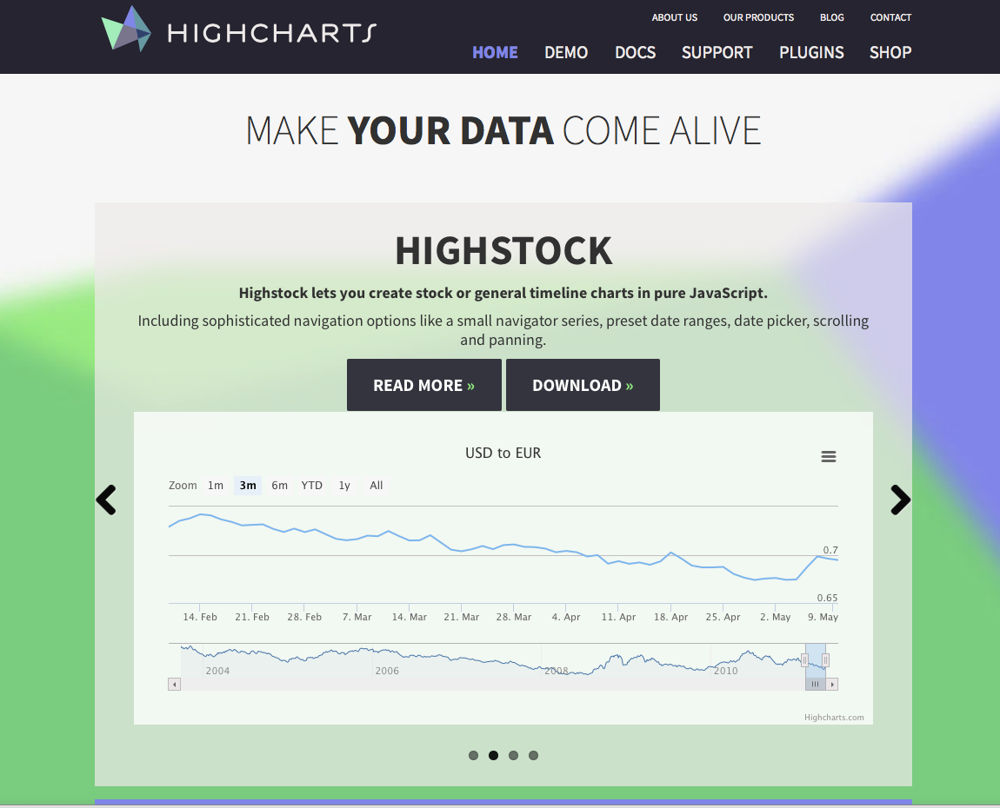 HIGHCHARTS
ABOUT US OUR PRODUCTS BLOG CONTACT
HOME DEMO DOCS SUPPORT PLUGINS SHOP
MAKE YOUR DATA COME ALIVE
HIGHSTOCK
Highstock lets you create stock or general timeline charts in pure JavaScript.
Including sophisticated navigation options like a small navigator series, preset date ranges, date picker, scrolling
and panning.
READ MORE » DOWNLOAD »
USD to EUR
Zoom 1m 3m 6m YTD 1y All
0.7
0.65
14. Feb 21. Feb 28. Feb 7. Mar 14. Mar 21. Mar 28. Mar 4. Apr 11. Apr 18. Apr 25. Apr 2. May 9. May
2004 2006 2008 2010
Highcharts.com